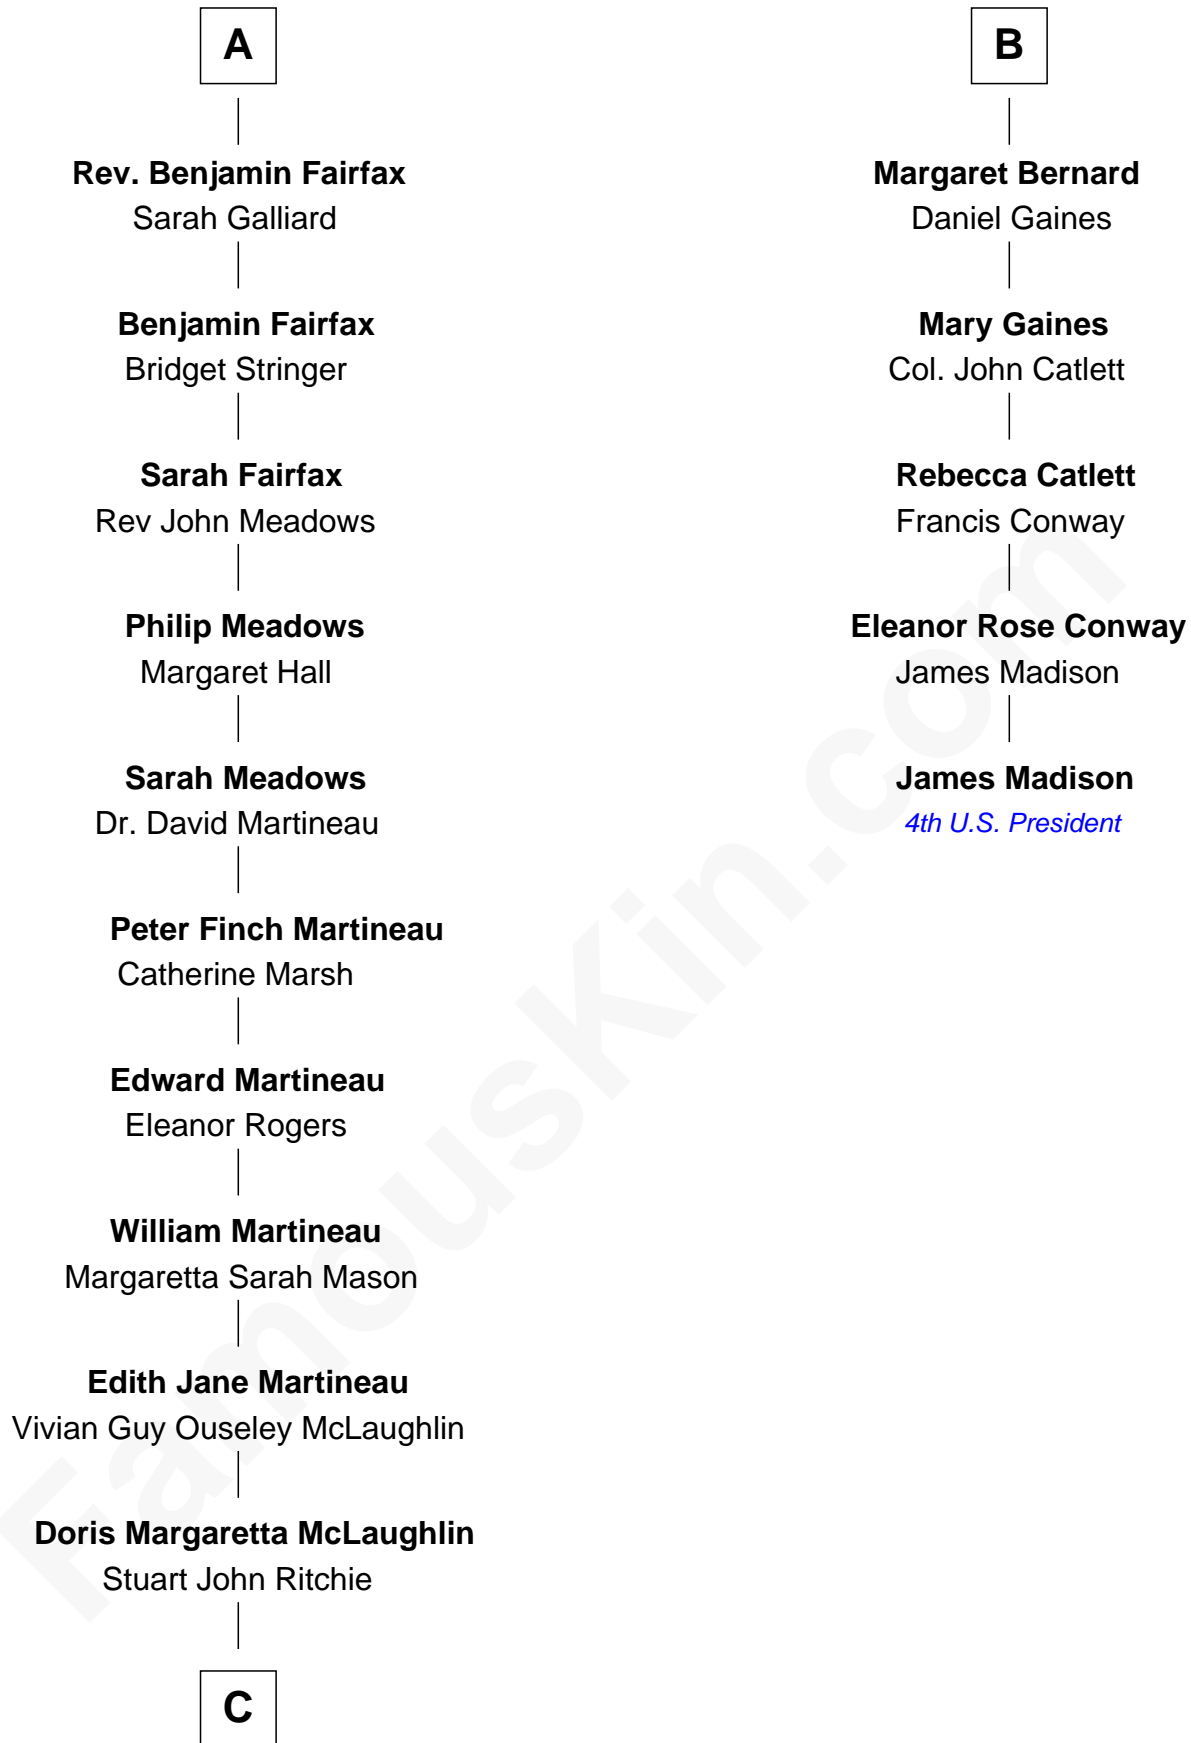 A
Rev. Benjamin Fairfax
Sarah Galliard
Benjamin Fairfax
Bridget Stringer
Sarah Fairfax
Rev John Meadows
Philip Meadows
Margaret Hall
Sarah Meadows
Dr. David Martineau
Peter Finch Martineau
Catherine Marsh
Edward Martineau
Eleanor Rogers
William Martineau
Margaretta Sarah Mason
Edith Jane Martineau
Vivian Guy Ouseley McLaughlin
Doris Margaretta McLaughlin
Stuart John Ritchie
C
B
Margaret Bernard
Daniel Gaines
Mary Gaines
Col. John Catlett
Rebecca Catlett
Francis Conway
Eleanor Rose Conway
James Madison
James Madison
4th U.S. President
FamousKin.com